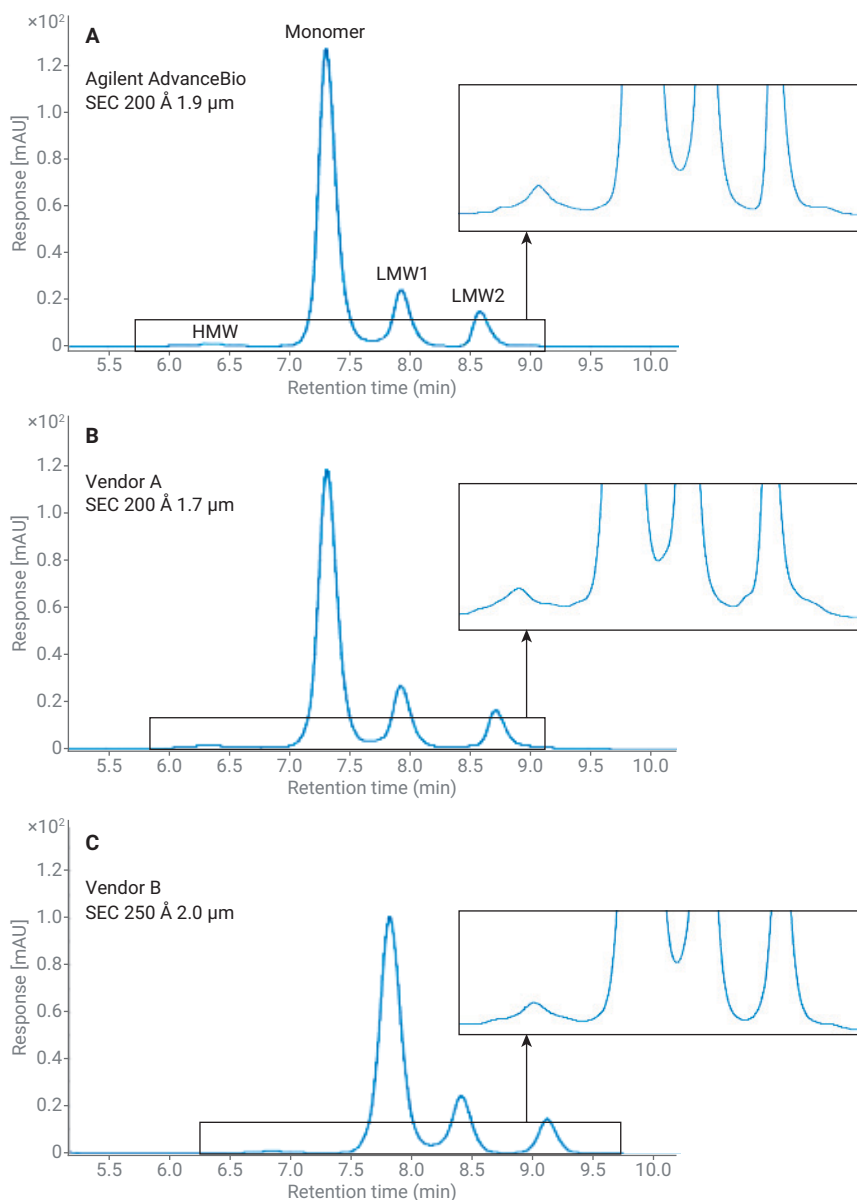 ×10²
A
Monomer
1.2
Agilent AdvanceBio
SEC 200 Å 1.9 µm
1.0
0.8
0.6
0.4
LMW1
0.2
LMW2
HMW
0
5.5 6.0 6.5 7.0 7.5 8.0 8.5 9.0 9.5 10.0
Retention time (min)
Response [mAU]
×10²
B
1.2
Vendor A
SEC 200 Å 1.7 µm
1.0
0.8
0.6
0.4
0.2
0
5.5 6.0 6.5 7.0 7.5 8.0 8.5 9.0 9.5 10.0
Retention time (min)
Response [mAU]
×10²
C
1.2
Vendor B
SEC 250 Å 2.0 µm
1.0
0.8
0.6
0.4
0.2
0
5.5 6.0 6.5 7.0 7.5 8.0 8.5 9.0 9.5 10.0
Retention time (min)
Response [mAU]